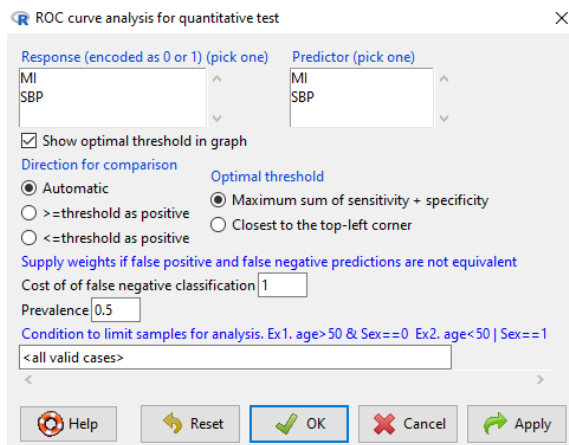 ROC curve analysis for quantitative test
Response (encoded as 0 or 1) (pick one) Predictor (pick one)
MI MI
SBP SBP
Show optimal threshold in graph
Direction for comparison
Optimal threshold
Automatic
Maximum sum of sensitivity + specificity
>=threshold as positive
Closest to the top-left corner
<=threshold as positive
Supply weights if false positive and false negative predictions are not equivalent
Cost of of false negative classification 1
Prevalence 0.5
Condition to limit samples for analysis. Ex1. age>50 & Sex==0 Ex2. age<50 | Sex==1
<all valid cases>
Help Reset OK Cancel Apply